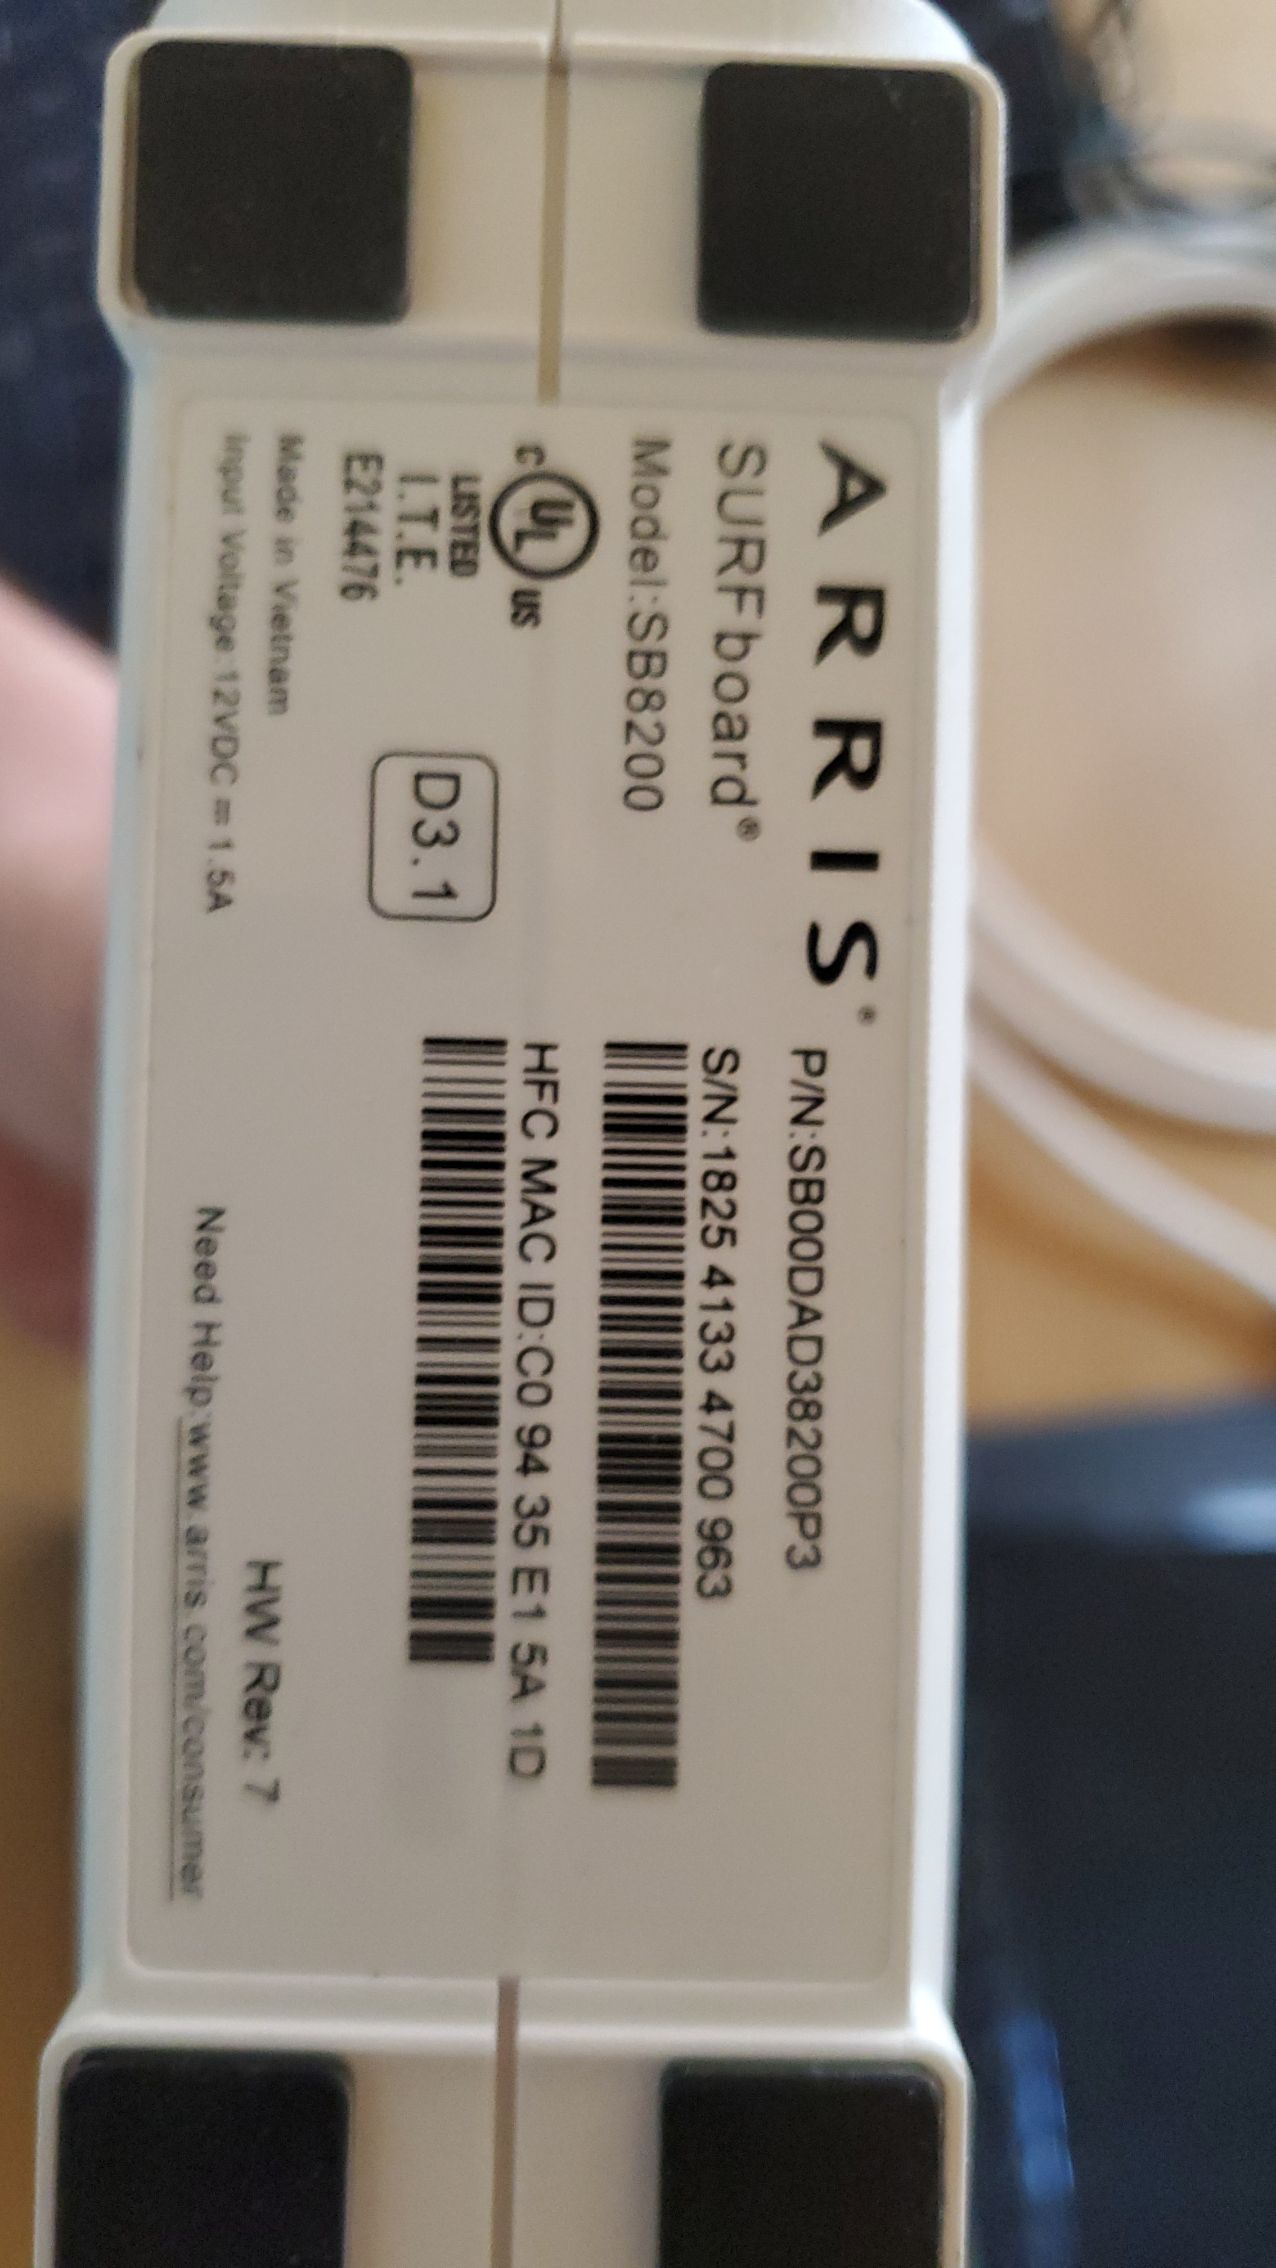 ARRIS®
SURFboard®
Model:SB8200
C UL US
LISTED
I.T.E.
E214476
D3.1
Made in Vietnam
Input Voltage:12VDC ⎓ 1.5A
P/N:SB00DAD38200P3
S/N:1825 4133 4700 963
HFC MAC ID:C0 94 35 E1 5A 1D
HW Rev: 7
Need Help:www.arris.com/consumer